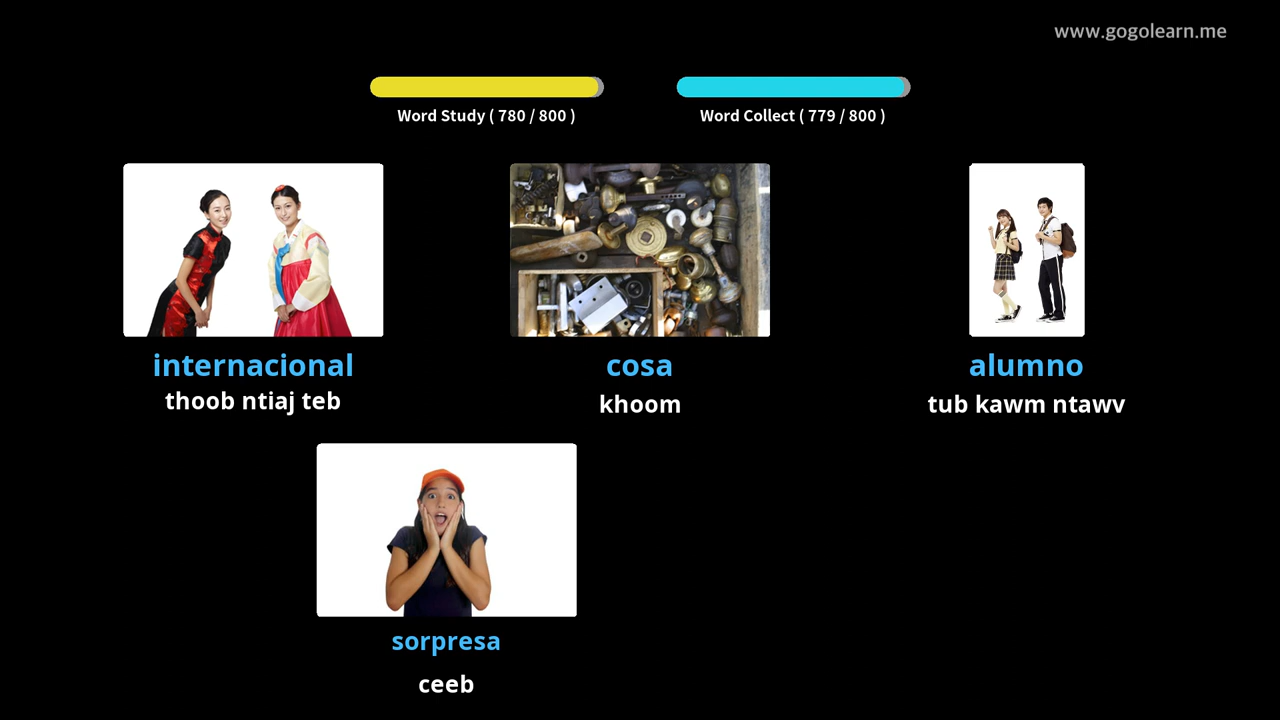 www.gogolearn.me
Word Study ( 780 / 800 )
Word Collect ( 779 / 800 )
internacional
thoob ntiaj teb
cosa
khoom
alumno
tub kawm ntawv
sorpresa
ceeb